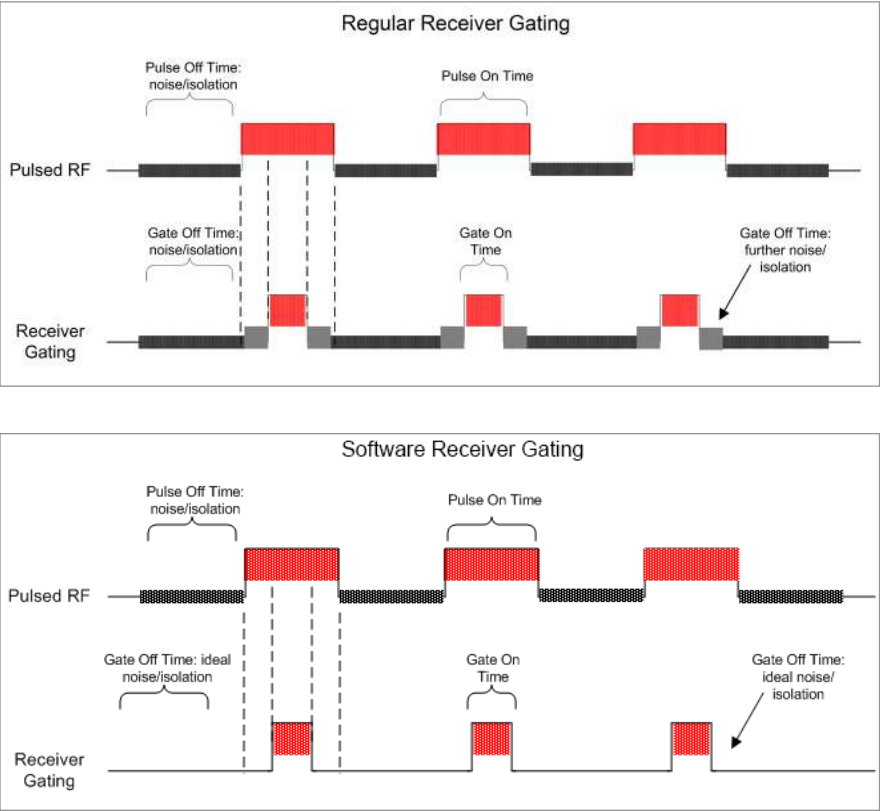 Regular Receiver Gating
Pulse Off Time:
noise/isolation
Pulse On Time
Pulsed RF
Gate Off Time:
noise/isolation
Gate On
Time
Gate Off Time:
further noise/
isolation
Receiver
Gating
Software Receiver Gating
Pulse Off Time:
noise/isolation
Pulse On Time
Pulsed RF
Gate Off Time: ideal
noise/isolation
Gate On
Time
Gate Off Time:
ideal noise/
isolation
Receiver
Gating